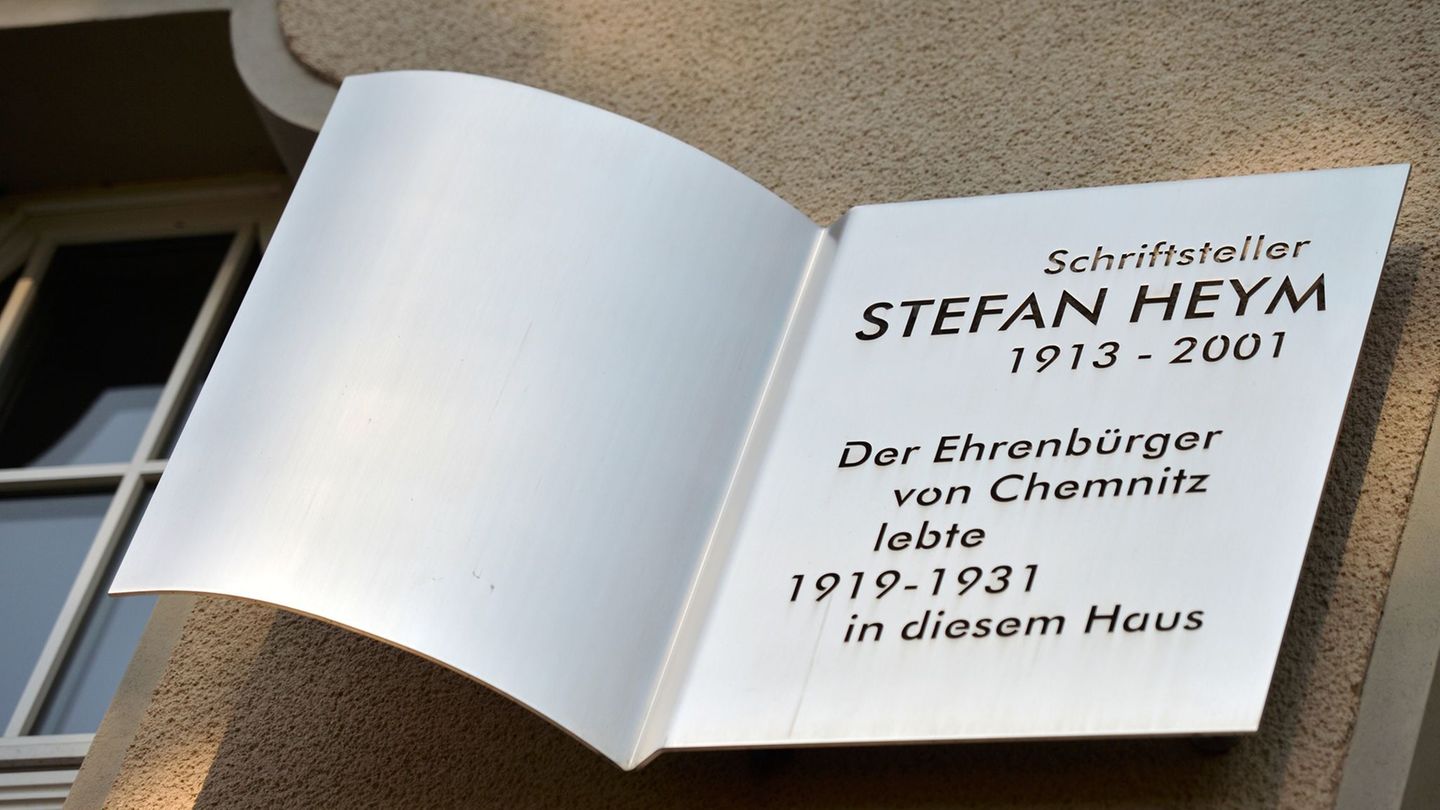 Schriftsteller
STEFAN HEYM
1913 - 2001
Der Ehrenbürger
von Chemnitz
lebte
1919-1931
in diesem Haus